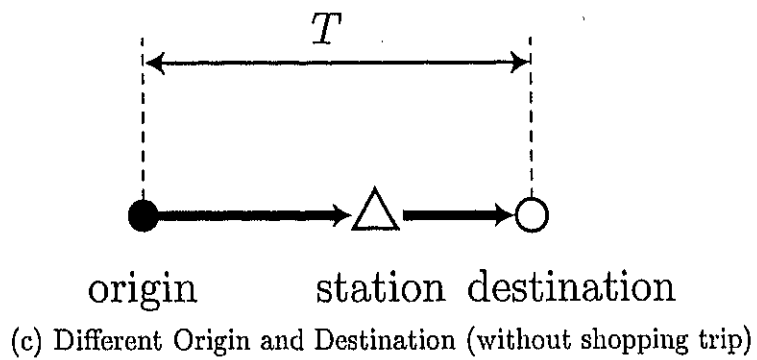 T
origin station destination
(c) Different Origin and Destination (without shopping trip)